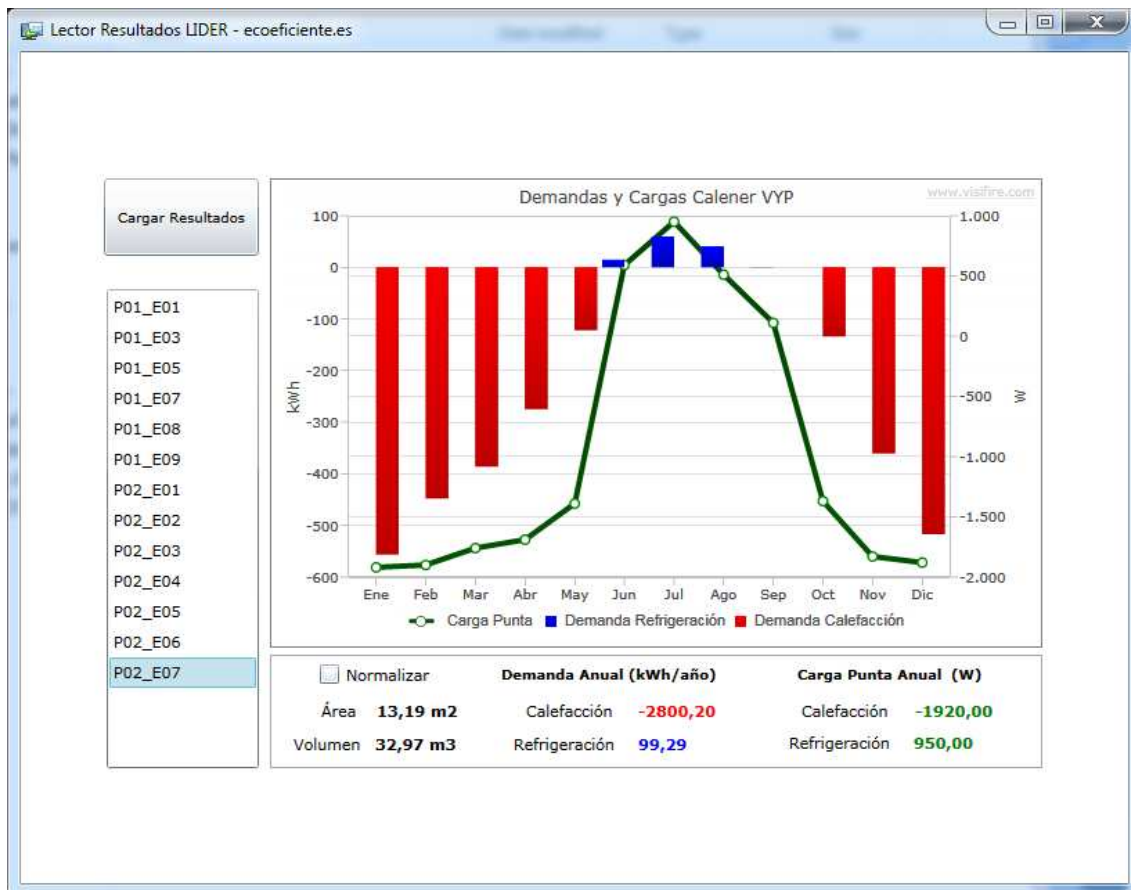 Lector Resultados LIDER - ecoeficiente.es
Cargar Resultados
P01_E01
P01_E03
P01_E05
P01_E07
P01_E08
P01_E09
P02_E01
P02_E02
P02_E03
P02_E04
P02_E05
P02_E06
P02_E07
Demandas y Cargas Calener VYP
www.visifire.com
100
0
-100
-200
-300
-400
-500
-600
kWh
1.000
500
0
-500
-1.000
-1.500
-2.000
W
Ene Feb Mar Abr May Jun Jul Ago Sep Oct Nov Dic
Carga Punta Demanda Refrigeración Demanda Calefacción
Normalizar Demanda Anual (kWh/año) Carga Punta Anual (W)
Área 13,19 m2 Calefacción -2800,20 Calefacción -1920,00
Volumen 32,97 m3 Refrigeración 99,29 Refrigeración 950,00